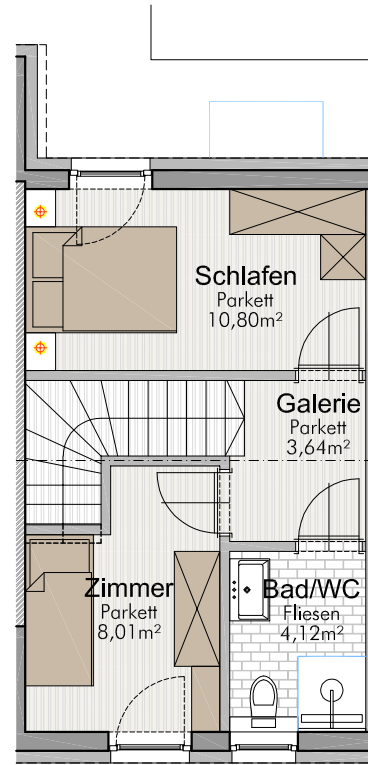 Schlafen
Parkett
10,80m²
Galerie
Parkett
3,64m²
Zimmer
Parkett
8,01m²
Bad/WC
Fliesen
4,12m²